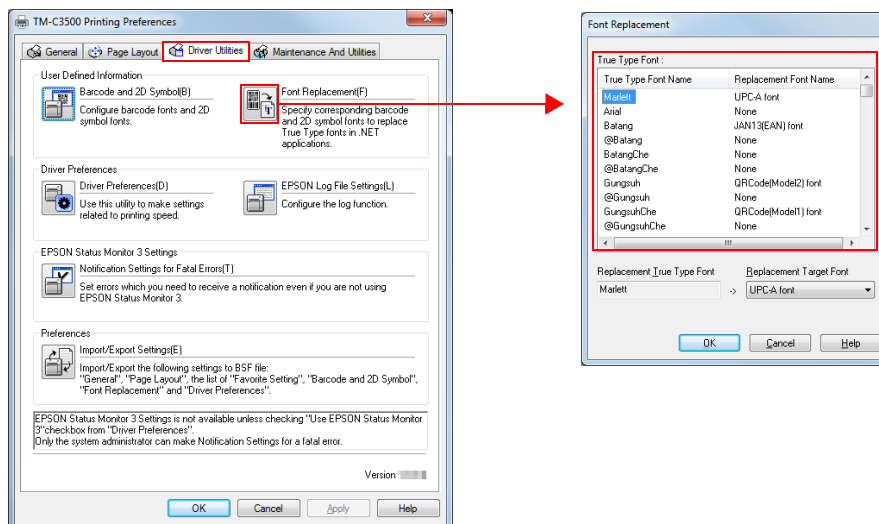 TM-C3500 Printing Preferences
General
Page Layout
Driver Utilities
Maintenance And Utilities
User Defined Information
Barcode and 2D Symbol(B)
Configure barcode fonts and 2D
symbol fonts.
Font Replacement(F)
Specify corresponding barcode
and 2D symbol fonts to replace
True Type fonts in .NET
applications.
Driver Preferences
Driver Preferences(D)
Use this utility to make settings
related to printing speed.
EPSON Log File Settings(L)
Configure the log function.
EPSON Status Monitor 3 Settings
Notification Settings for Fatal Errors(T)
Set errors which you need to receive a notification even if you are not using
EPSON Status Monitor 3.
Preferences
Import/Export Settings(E)
Import/Export the following settings to BSF file:
"General", "Page Layout", the list of "Favorite Setting", "Barcode and 2D Symbol",
"Font Replacement" and "Driver Preferences".
EPSON Status Monitor 3 Settings is not available unless checking "Use EPSON Status Monitor
3"checkbox from "Driver Preferences".
Only the system administrator can make Notification Settings for a fatal error.
Version
OK Cancel Apply Help
Font Replacement
True Type Font :
True Type Font Name Replacement Font Name
Marlett UPC-A font
Arial None
Batang JAN13(EAN) font
@Batang None
BatangChe None
@BatangChe None
Gungsuh QRCode(Model2) font
@Gungsuh None
GungsuhChe QRCode(Model1) font
@GungsuhChe None
Replacement True Type Font Replacement Target Font
Marlett -> UPC-A font
OK Cancel Help